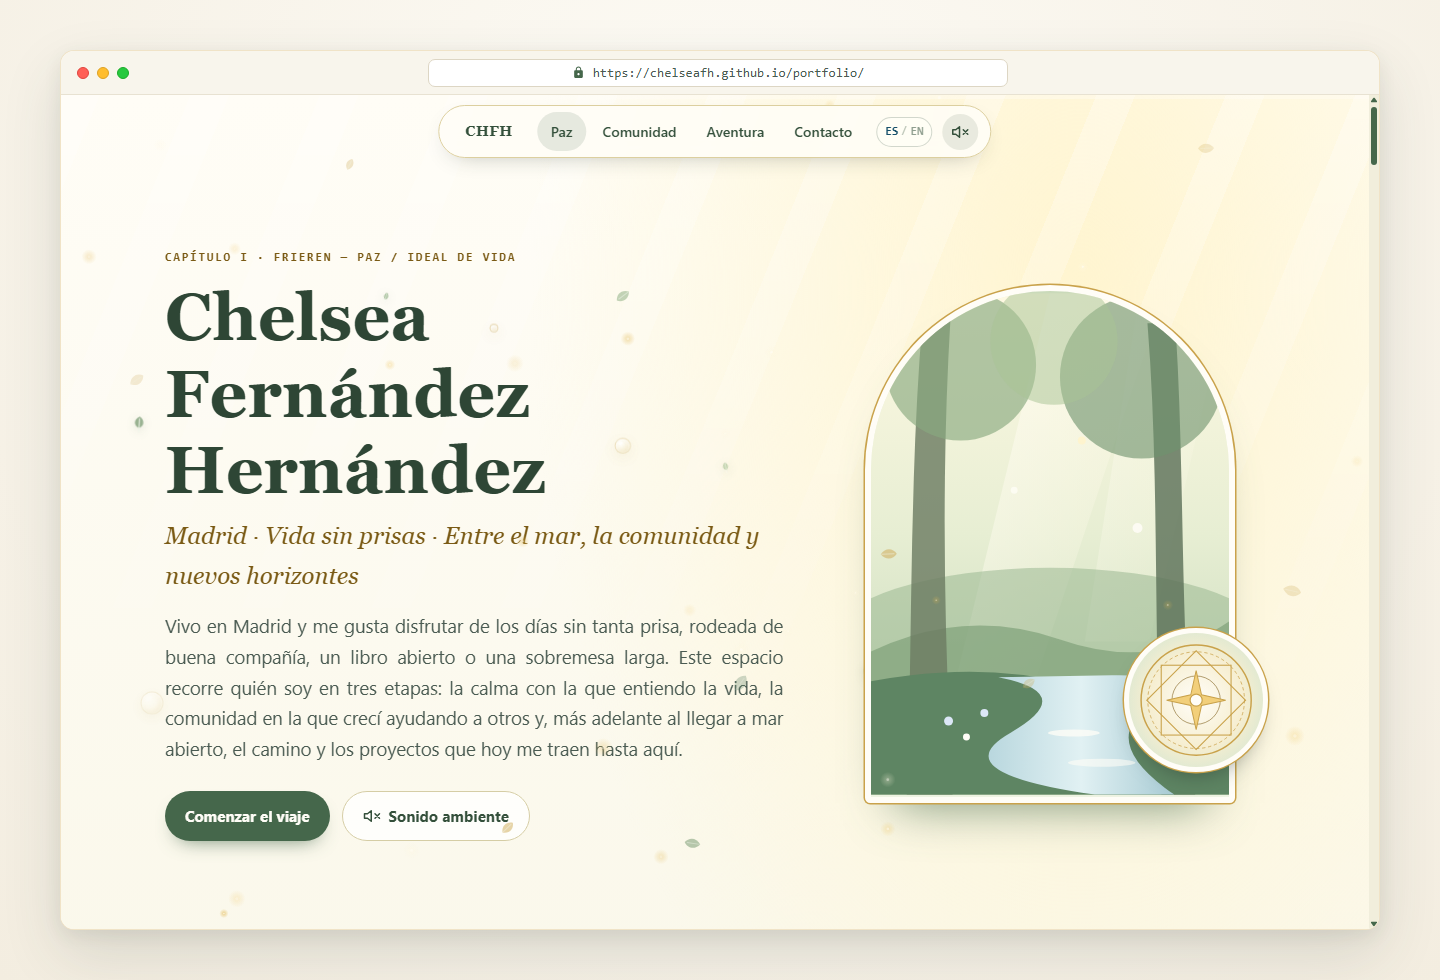 https://chelseafh.github.io/portfolio/
CHFH Paz Comunidad Aventura Contacto ES / EN
CAPÍTULO I · FRIEREN — PAZ / IDEAL DE VIDA
Chelsea
Fernández
Hernández
Madrid · Vida sin prisas · Entre el mar, la comunidad y
nuevos horizontes
Vivo en Madrid y me gusta disfrutar de los días sin tanta prisa, rodeada de
buena compañía, un libro abierto o una sobremesa larga. Este espacio
recorre quién soy en tres etapas: la calma con la que entiendo la vida, la
comunidad en la que crecí ayudando a otros y, más adelante al llegar a mar
abierto, el camino y los proyectos que hoy me traen hasta aquí.
Comenzar el viaje Sonido ambiente